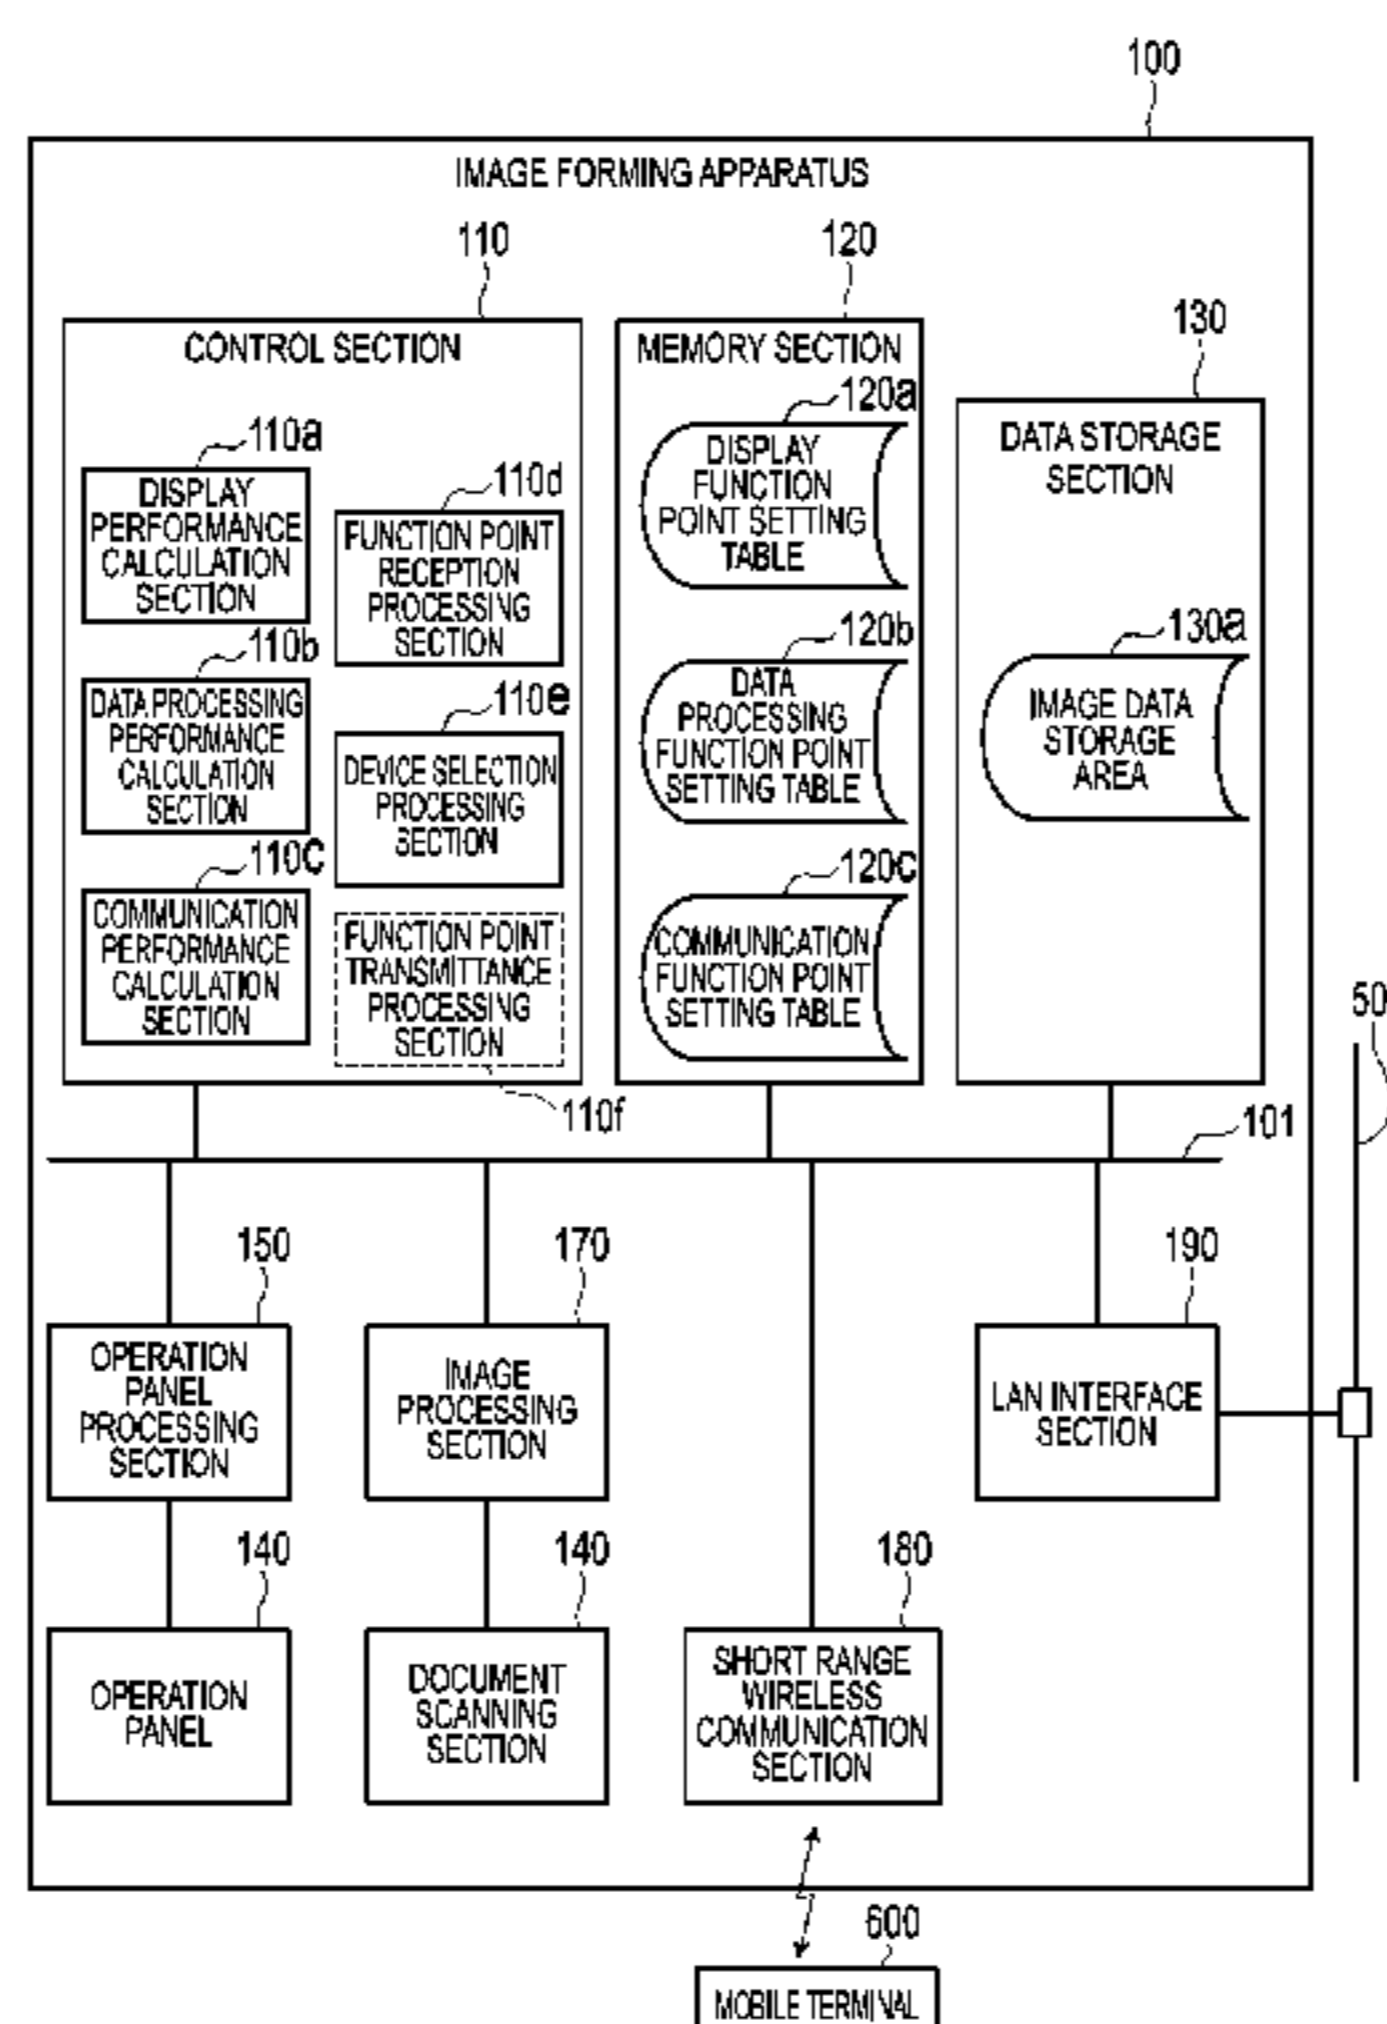 100
IMAGE FORMING APPARATUS
110
CONTROL SECTION
110a
DISPLAY
PERFORMANCE
CALCULATION
SECTION
110b
DATA PROCESSING
PERFORMANCE
CALCULATION
SECTION
110c
COMMUNICATION
PERFORMANCE
CALCULATION
SECTION
110d
FUNCTION POINT
RECEPTION
PROCESSING
SECTION
110e
DEVICE SELECTION
PROCESSING
SECTION
FUNCTION POINT
TRANSMITTANCE
PROCESSING
SECTION
110f
120
MEMORY SECTION
120a
DISPLAY
FUNCTION
POINT SETTING
TABLE
120b
DATA
PROCESSING
FUNCTION POINT
SETTING TABLE
120c
COMMUNICATION
FUNCTION POINT
SETTING TABLE
130
DATA STORAGE
SECTION
130a
IMAGE DATA
STORAGE
AREA
50
101
150
OPERATION
PANEL
PROCESSING
SECTION
170
IMAGE
PROCESSING
SECTION
190
LAN INTERFACE
SECTION
140
OPERATION
PANEL
140
DOCUMENT
SCANNING
SECTION
180
SHORT RANGE
WIRELESS
COMMUNICATION
SECTION
600
MOBILE TERMINAL